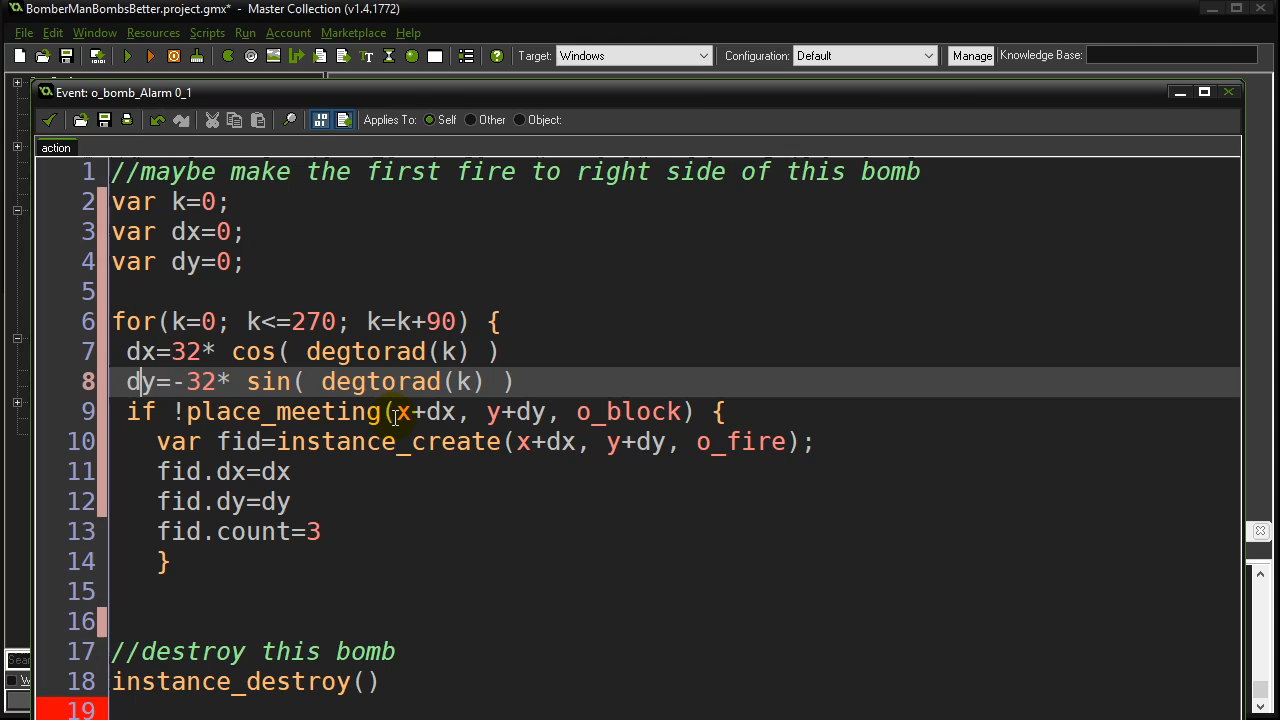 BomberManBombsBetter.project.gmx* - Master Collection (v1.4.1772)
File Edit Window Resources Scripts Run Account Marketplace Help
Target: Windows Configuration: Default Manage Knowledge Base:
Event: o_bomb_Alarm 0_1
Applies To: Self Other Object:
action
1 //maybe make the first fire to right side of this bomb
2 var k=0;
3 var dx=0;
4 var dy=0;
5
6 for(k=0; k<=270; k=k+90) {
7 dx=32* cos( degtorad(k) )
8 dy=-32* sin( degtorad(k) )
9 if !place_meeting(x+dx, y+dy, o_block) {
10 var fid=instance_create(x+dx, y+dy, o_fire);
11 fid.dx=dx
12 fid.dy=dy
13 fid.count=3
14 }
15
16
17 //destroy this bomb
18 instance_destroy()
19